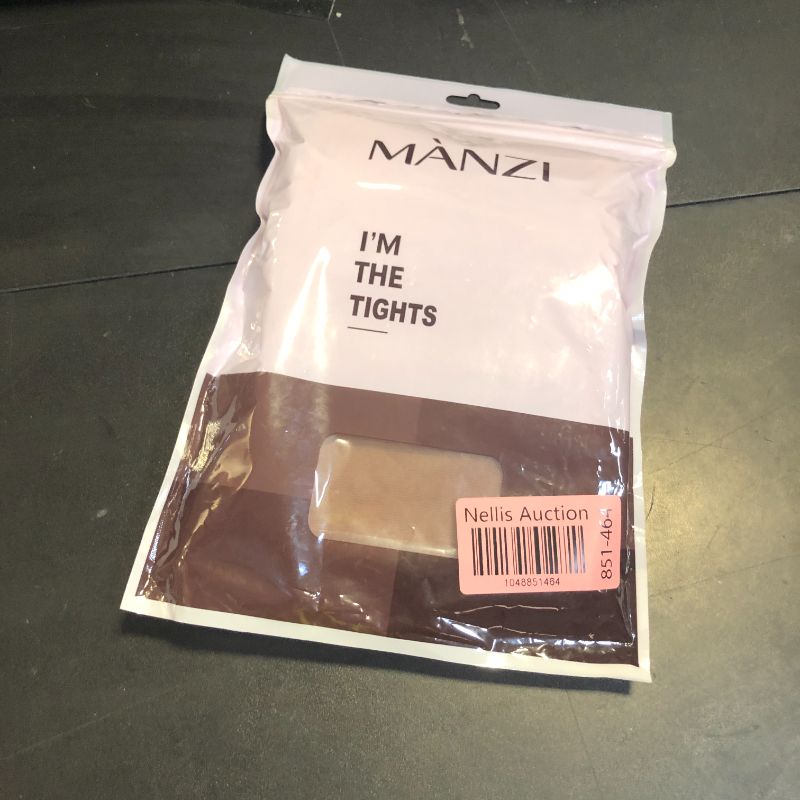 MÀNZI
I'M
THE
TIGHTS
Nellis Auction
1048851464
851-464